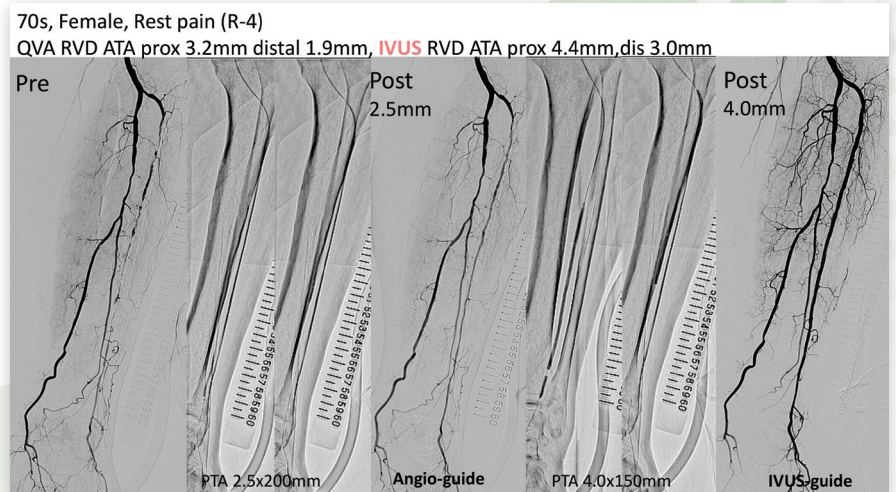 70s, Female, Rest pain (R-4)
QVA RVD ATA prox 3.2mm distal 1.9mm, IVUS RVD ATA prox 4.4mm,dis 3.0mm
Pre
Post
2.5mm
Post
4.0mm
PTA 2.5x200mm
Angio-guide
PTA 4.0x150mm
IVUS-guide